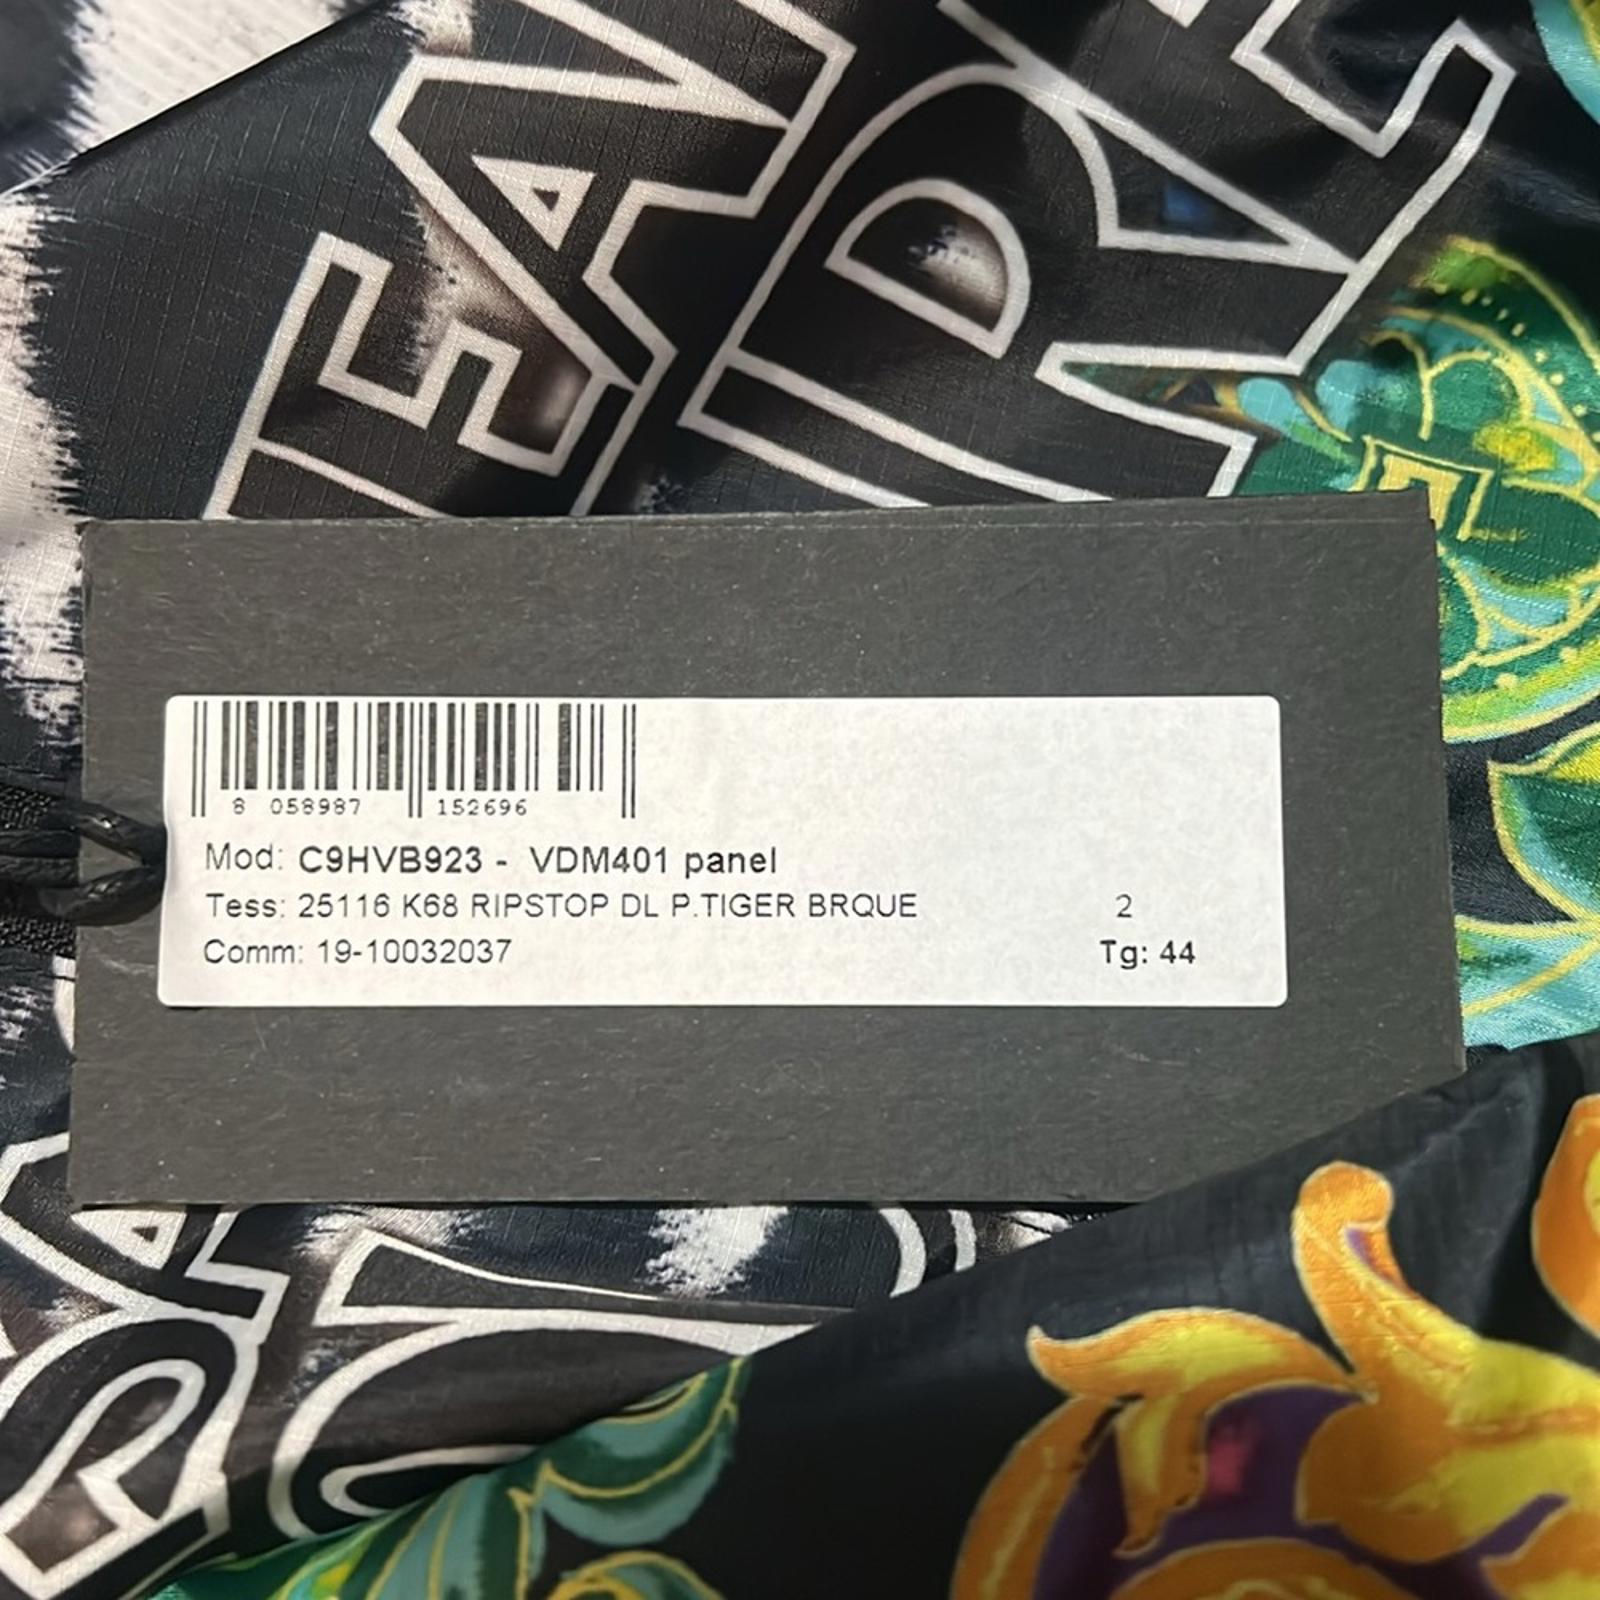 8 058987 152696
Mod: C9HVB923 - VDM401 panel
Tess: 25116 K68 RIPSTOP DL P.TIGER BRQUE 2
Comm: 19-10032037 Tg: 44